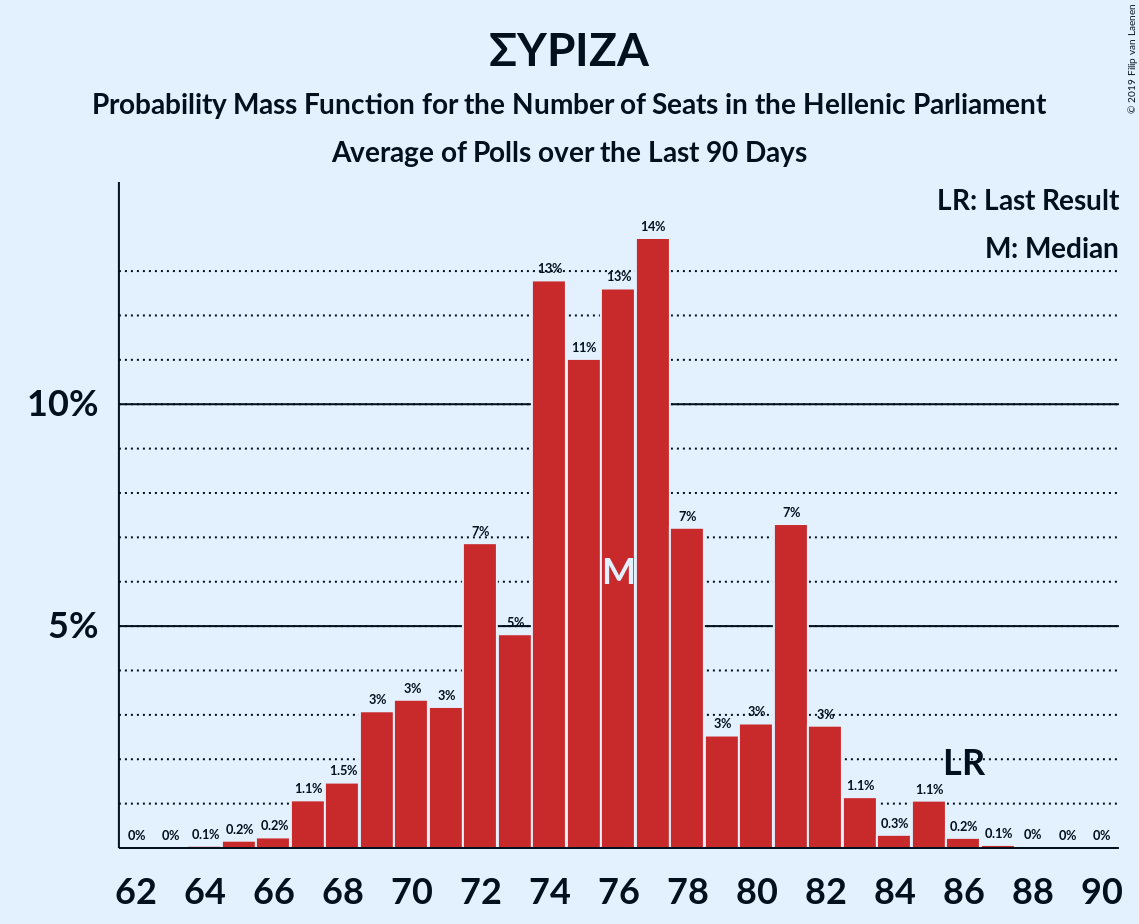 ΣΥΡΙΖΑ
Probability Mass Function for the Number of Seats in the Hellenic Parliament
Average of Polls over the Last 90 Days
© 2019 Filip van Laenen
LR: Last Result
M: Median
10%
5%
0% 0% 0.1% 0.2% 0.2% 1.1% 1.5% 3% 3% 3% 7% 5% 13% 11% 13% 14% 7% 3% 3% 7% 3% 1.1% 0.3% 1.1% 0.2% 0.1% 0% 0% 0%
M
LR
62 64 66 68 70 72 74 76 78 80 82 84 86 88 90